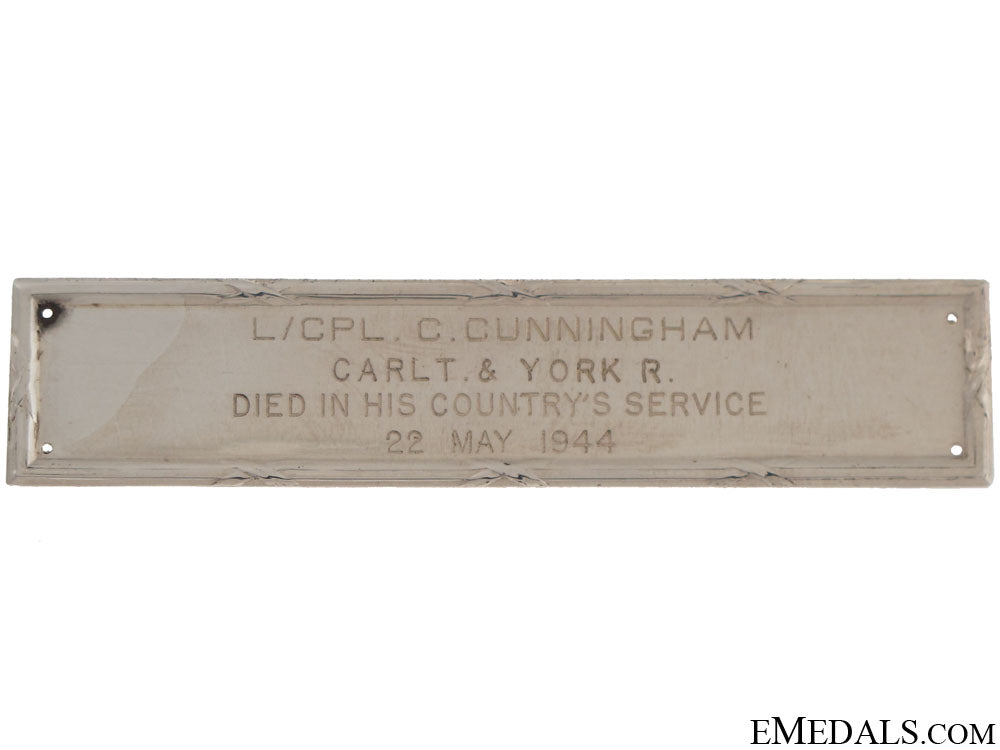 L/CPL. C. CUNNINGHAM
CARLT. & YORK R.
DIED IN HIS COUNTRY'S SERVICE
22 MAY 1944
EMEDALS.COM